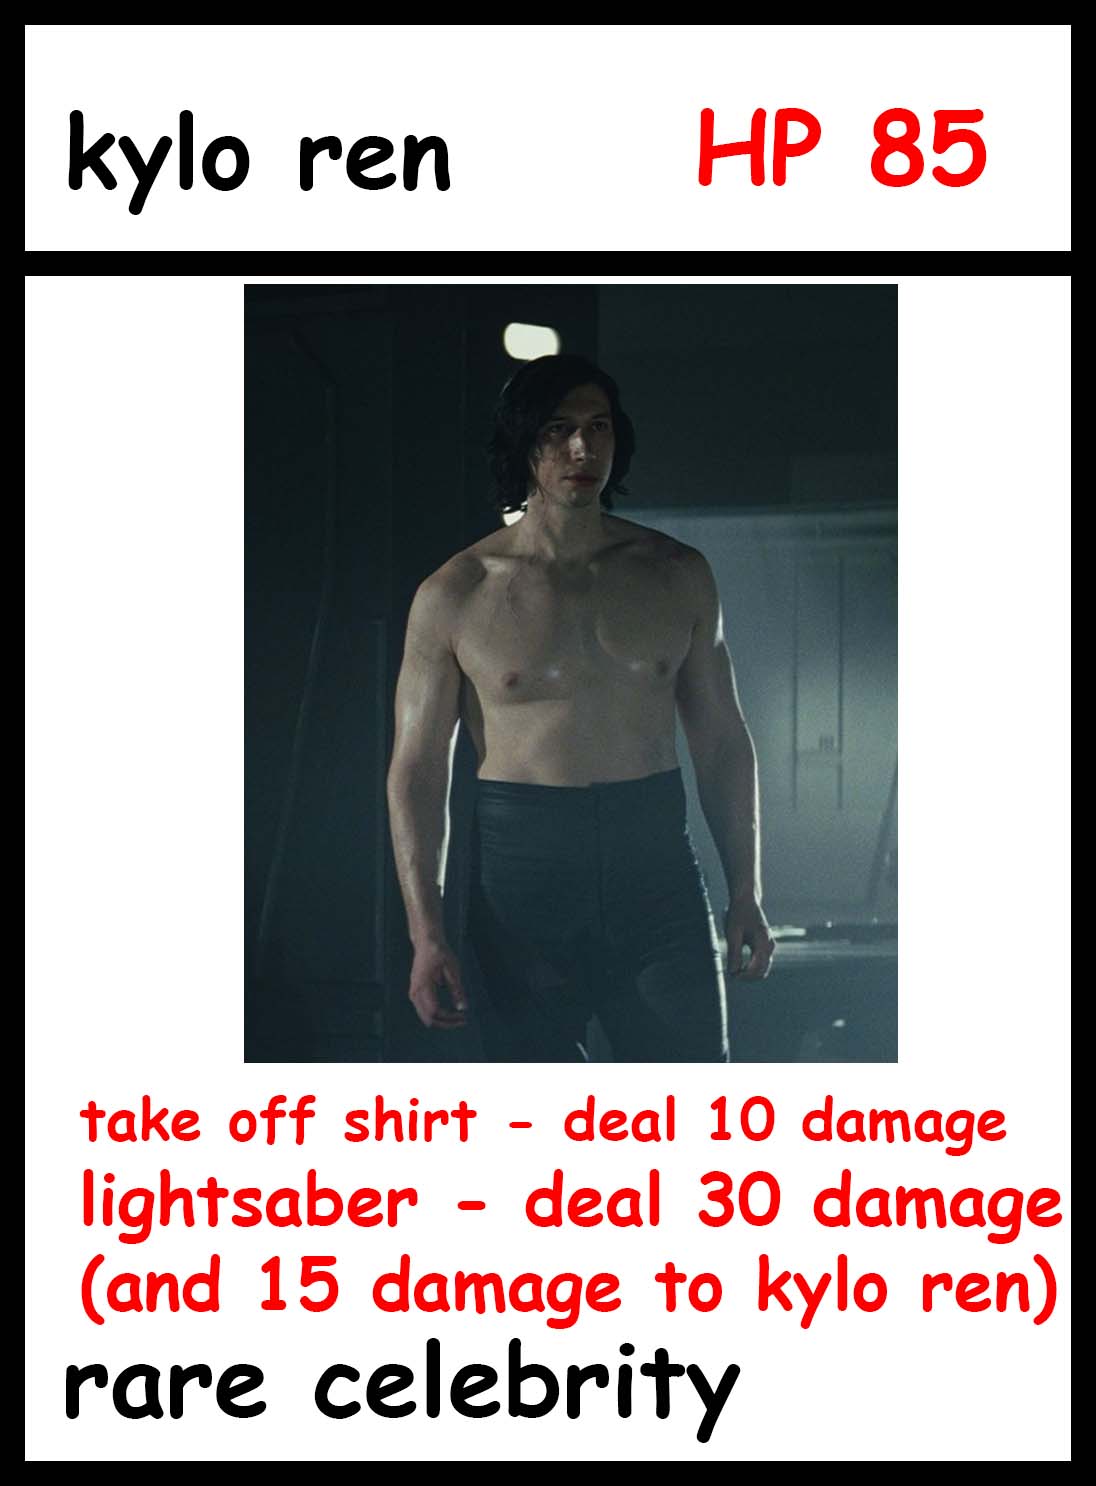 kylo ren HP 85
take off shirt - deal 10 damage
lightsaber - deal 30 damage
(and 15 damage to kylo ren)
rare celebrity